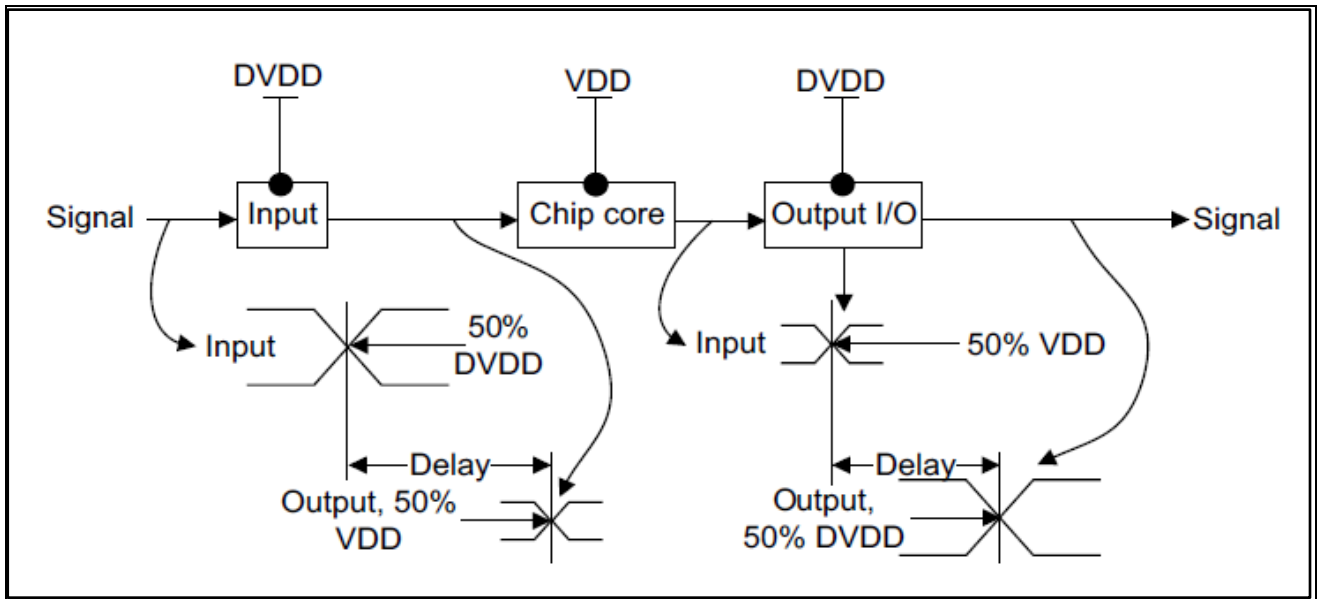 DVDD
VDD
DVDD
Signal
Input
Chip core
Output I/O
Signal
Input
50%
DVDD
Input
50% VDD
Delay
Output, 50%
VDD
Delay
Output,
50% DVDD